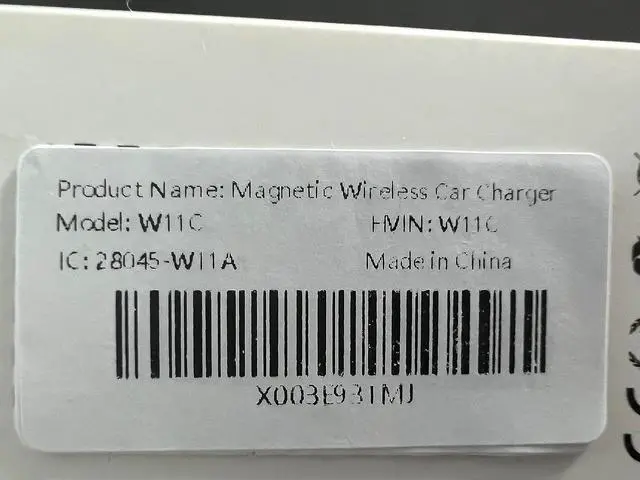 Product Name: Magnetic Wireless Car Charger
Model: W11C HVIN: W11C
IC: 28045-W11A Made in China
X003E931MJ